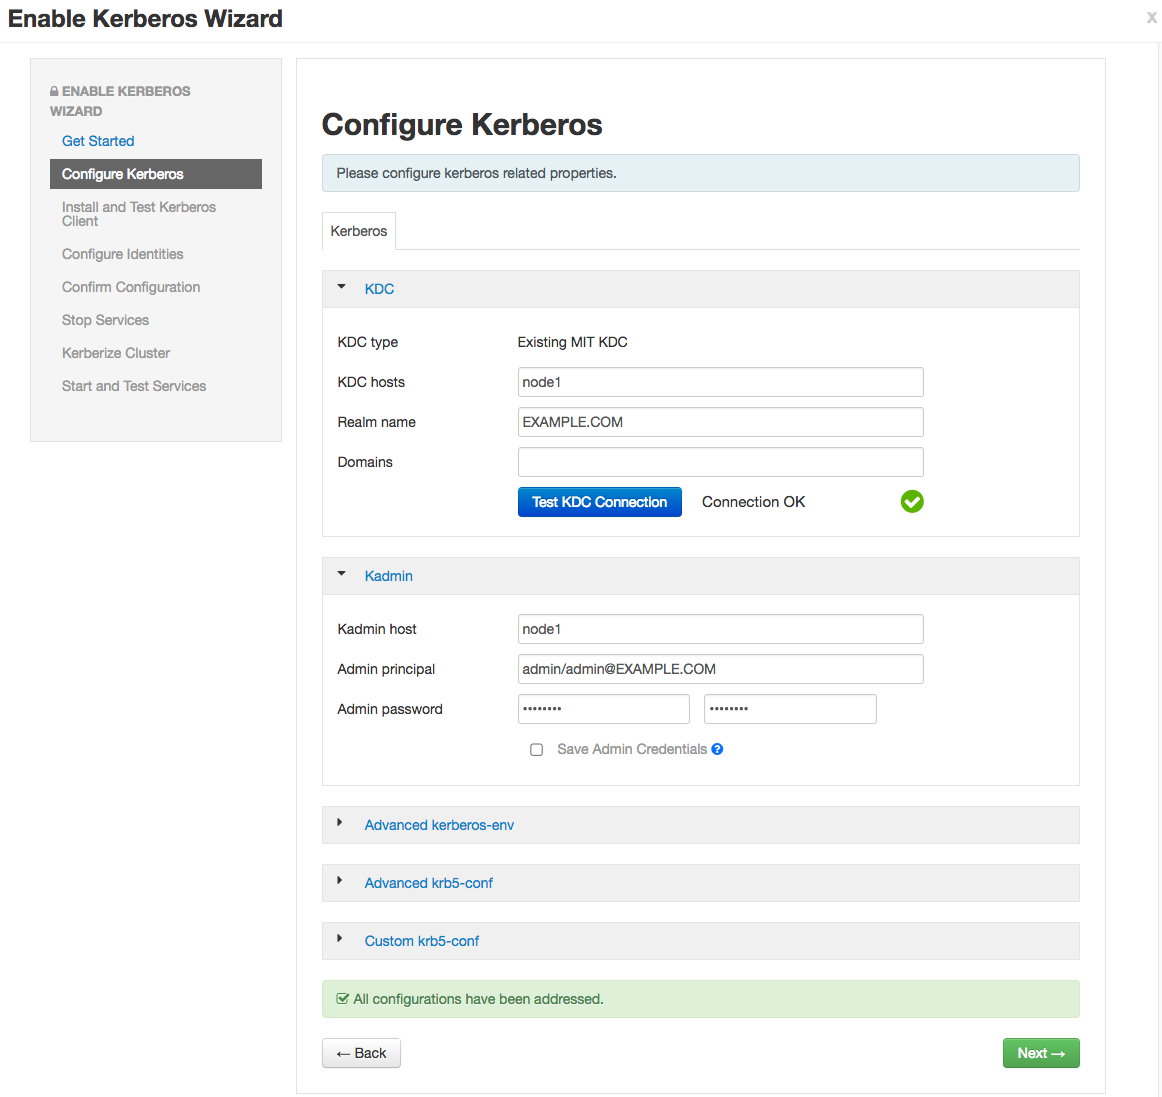 Enable Kerberos Wizard
x
ENABLE KERBEROS
WIZARD
Get Started
Configure Kerberos
Install and Test Kerberos
Client
Configure Identities
Confirm Configuration
Stop Services
Kerberize Cluster
Start and Test Services
Configure Kerberos
Please configure kerberos related properties.
Kerberos
KDC
KDC type Existing MIT KDC
KDC hosts node1
Realm name EXAMPLE.COM
Domains
Test KDC Connection Connection OK
Kadmin
Kadmin host node1
Admin principal admin/admin@EXAMPLE.COM
Admin password •••••••• ••••••••
Save Admin Credentials ?
Advanced kerberos-env
Advanced krb5-conf
Custom krb5-conf
All configurations have been addressed.
← Back Next →